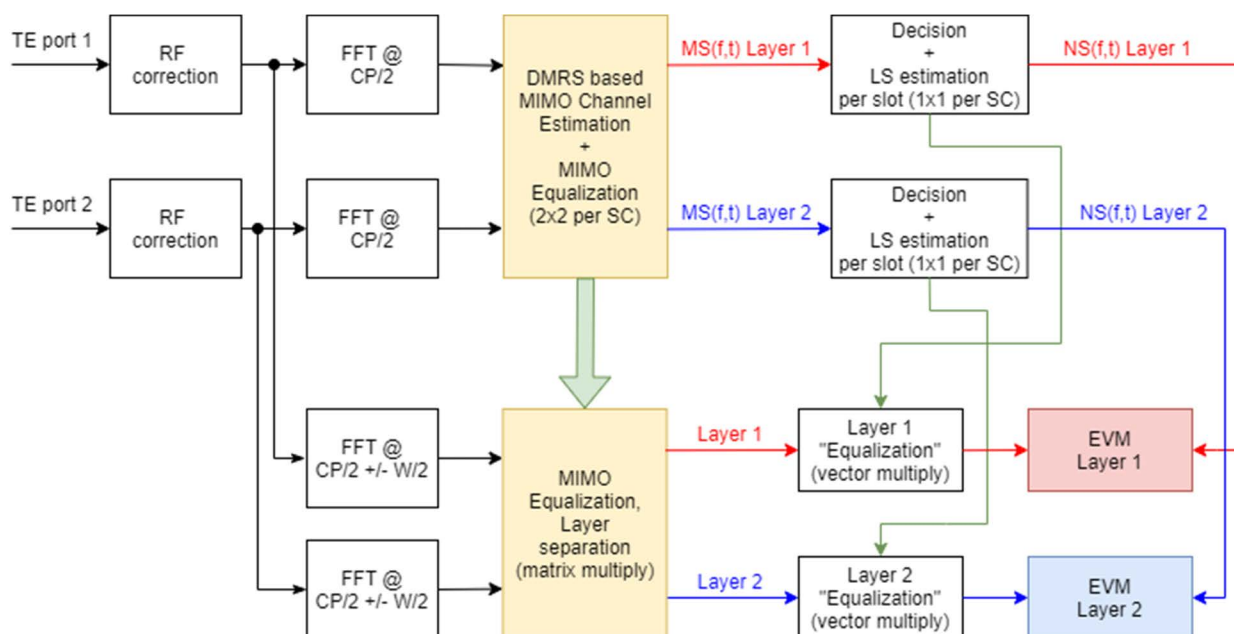 TE port 1
RF
correction
FFT @
CP/2
DMRS based
MIMO Channel
Estimation
+
MIMO
Equalization
(2x2 per SC)
MS(f,t) Layer 1
Decision
+
LS estimation
per slot (1x1 per SC)
NS(f,t) Layer 1
TE port 2
RF
correction
FFT @
CP/2
MS(f,t) Layer 2
Decision
+
LS estimation
per slot (1x1 per SC)
NS(f,t) Layer 2
FFT @
CP/2 +/- W/2
MIMO
Equalization,
Layer
separation
(matrix multiply)
Layer 1
Layer 1
"Equalization"
(vector multiply)
EVM
Layer 1
FFT @
CP/2 +/- W/2
Layer 2
Layer 2
"Equalization"
(vector multiply)
EVM
Layer 2